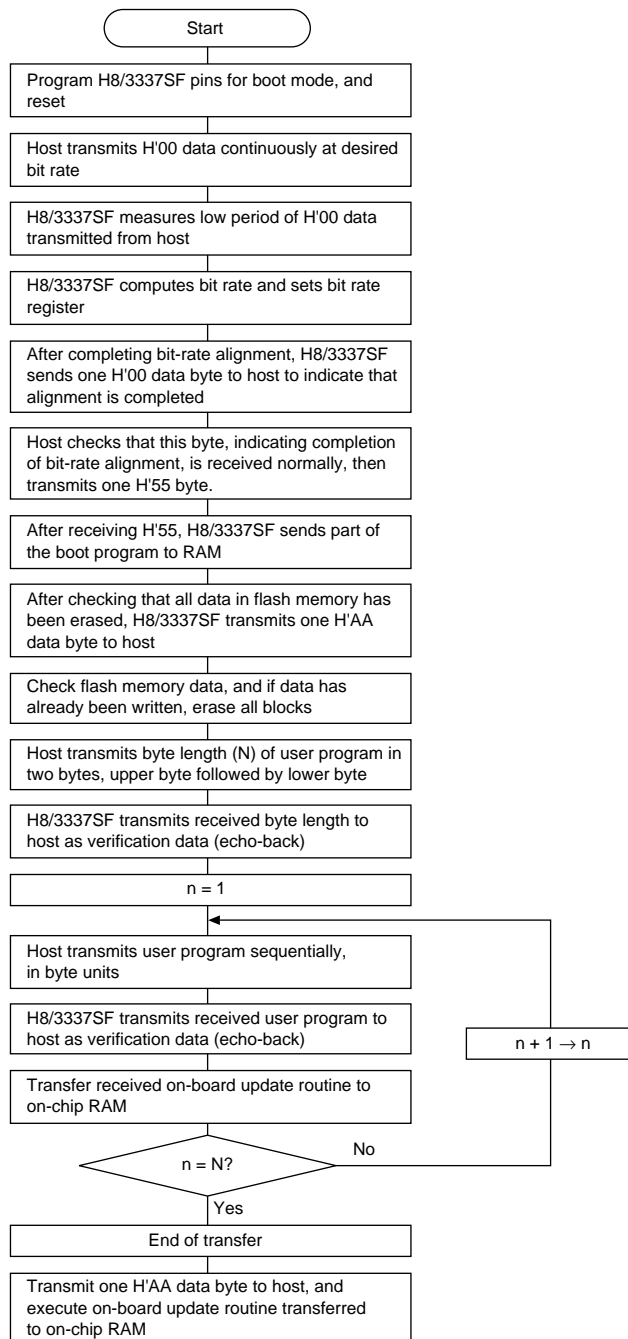 Start
Program H8/3337SF pins for boot mode, and
reset
Host transmits H'00 data continuously at desired
bit rate
H8/3337SF measures low period of H'00 data
transmitted from host
H8/3337SF computes bit rate and sets bit rate
register
After completing bit-rate alignment, H8/3337SF
sends one H'00 data byte to host to indicate that
alignment is completed
Host checks that this byte, indicating completion
of bit-rate alignment, is received normally, then
transmits one H'55 byte.
After receiving H'55, H8/3337SF sends part of
the boot program to RAM
After checking that all data in flash memory has
been erased, H8/3337SF transmits one H'AA
data byte to host
Check flash memory data, and if data has
already been written, erase all blocks
Host transmits byte length (N) of user program in
two bytes, upper byte followed by lower byte
H8/3337SF transmits received byte length to
host as verification data (echo-back)
n = 1
Host transmits user program sequentially,
in byte units
H8/3337SF transmits received user program to
host as verification data (echo-back)
n + 1 → n
Transfer received on-board update routine to
on-chip RAM
n = N?
No
Yes
End of transfer
Transmit one H'AA data byte to host, and
execute on-board update routine transferred
to on-chip RAM